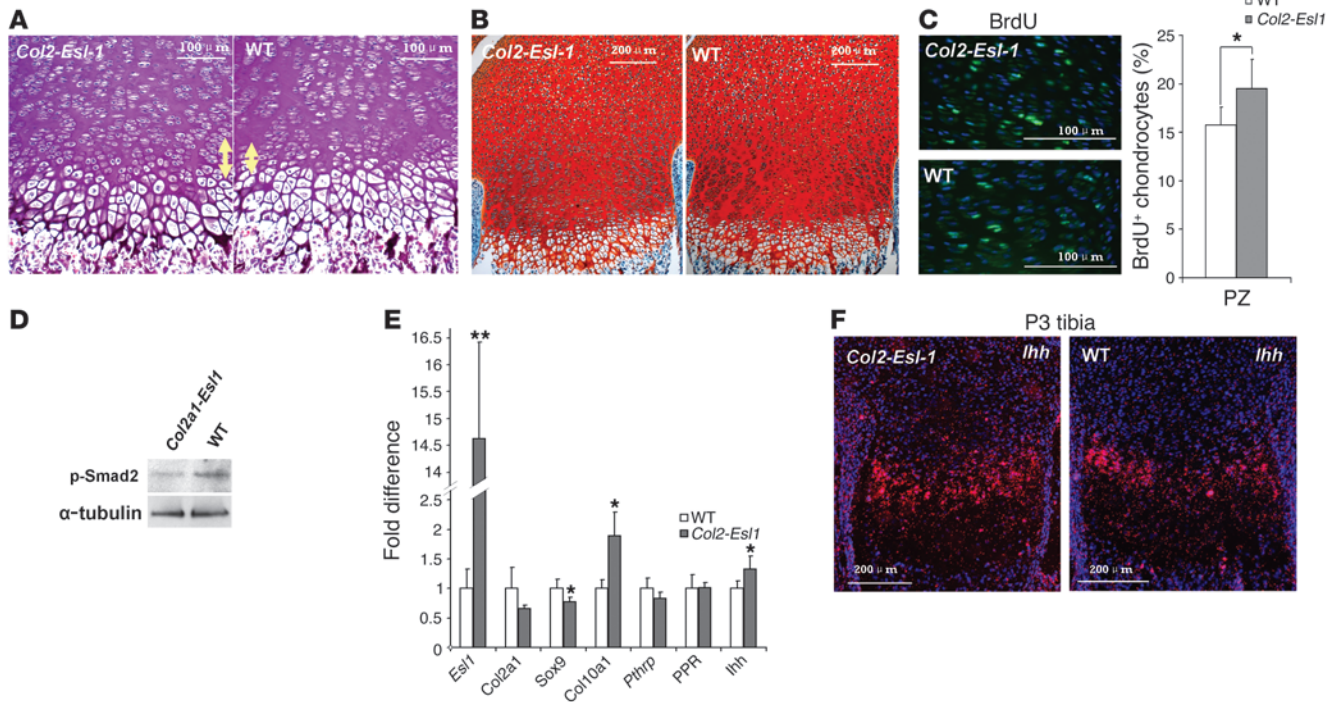 A
Col2-Esl-1
100 µm
WT
100 µm
B
Col2-Esl-1
200 µm
WT
200 µm
C
BrdU
Col2-Esl-1
100 µm
WT
100 µm
WT
Col2-Esl1
*
BrdU+ chondrocytes (%)
25
20
15
10
5
0
PZ
D
Col2a1-Esl1
WT
p-Smad2
α-tubulin
E
Fold difference
16.5
16
15.5
15
14.5
14
2.5
2
1.5
1
0.5
0
**
*
*
*
WT
Col2-Esl1
Esl1
Col2a1
Sox9
Col10a1
Pthrp
PPR
Ihh
F
P3 tibia
Col2-Esl-1
Ihh
200 µm
WT
Ihh
200 µm